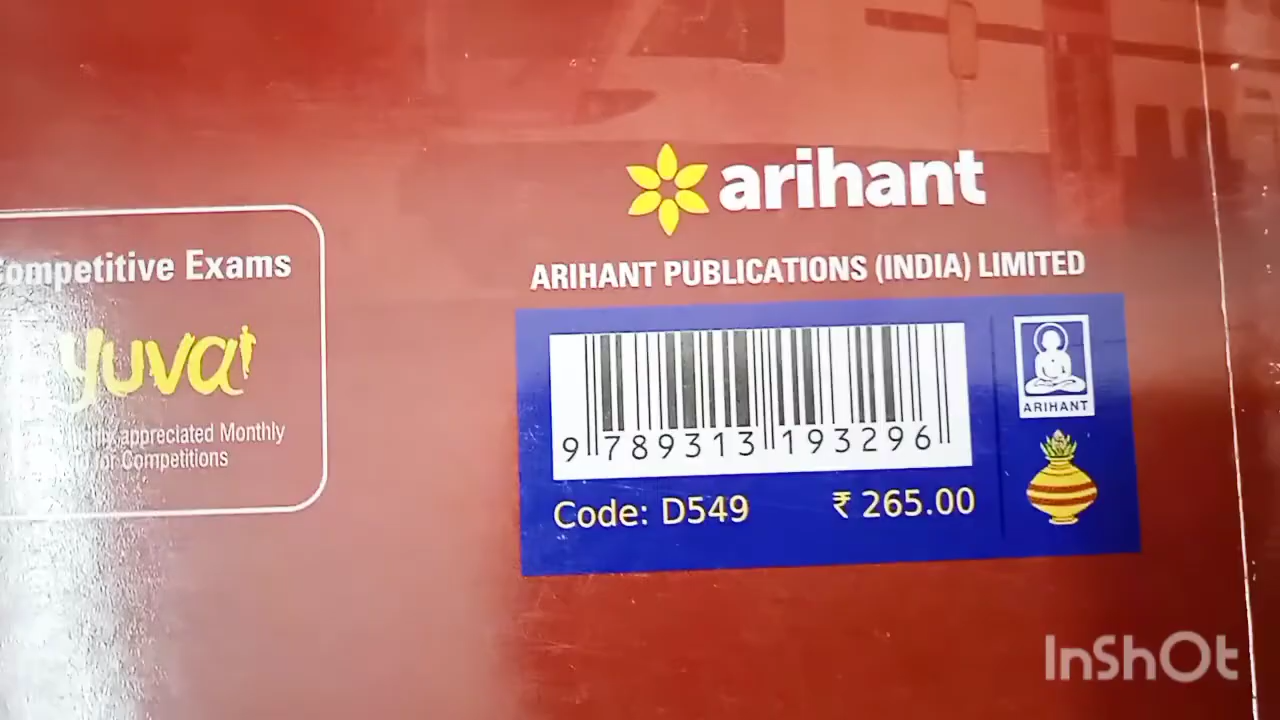 arihant
ARIHANT PUBLICATIONS (INDIA) LIMITED
Competitive Exams
yuva
appreciated Monthly
for Competitions
ARIHANT
9 789313 193296
Code: D549 ₹ 265.00
InShOt